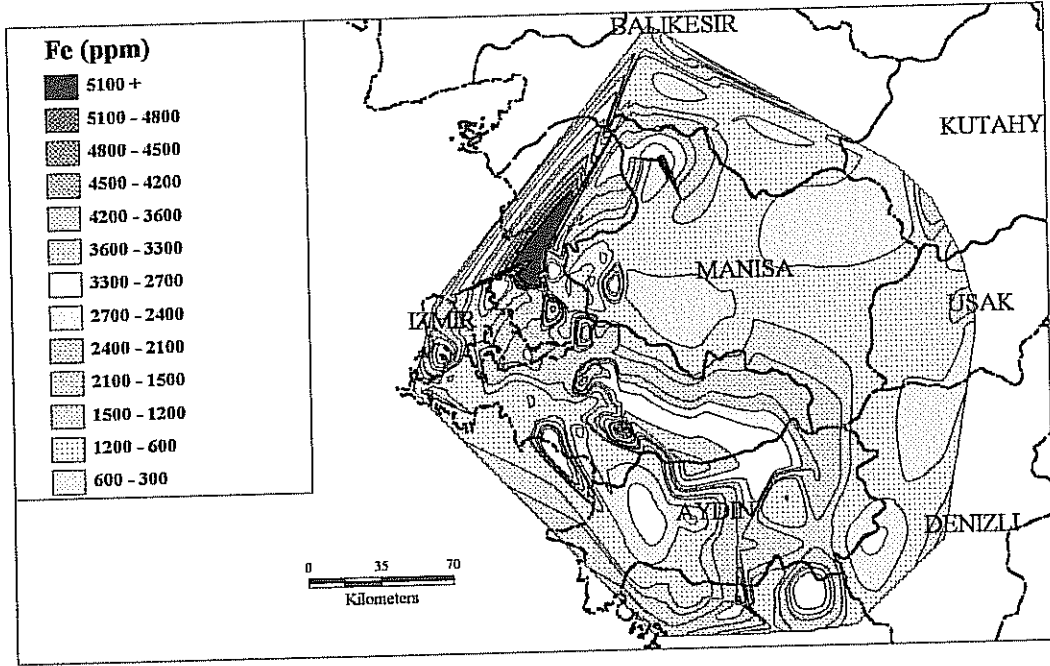 Fe (ppm)
5100 +
5100 - 4800
4800 - 4500
4500 - 4200
4200 - 3600
3600 - 3300
3300 - 2700
2700 - 2400
2400 - 2100
2100 - 1500
1500 - 1200
1200 - 600
600 - 300
BALIKESIR
KUTAHY
MANISA
USAK
IZMIR
AYDIN
DENIZLI
0 35 70
Kilometers